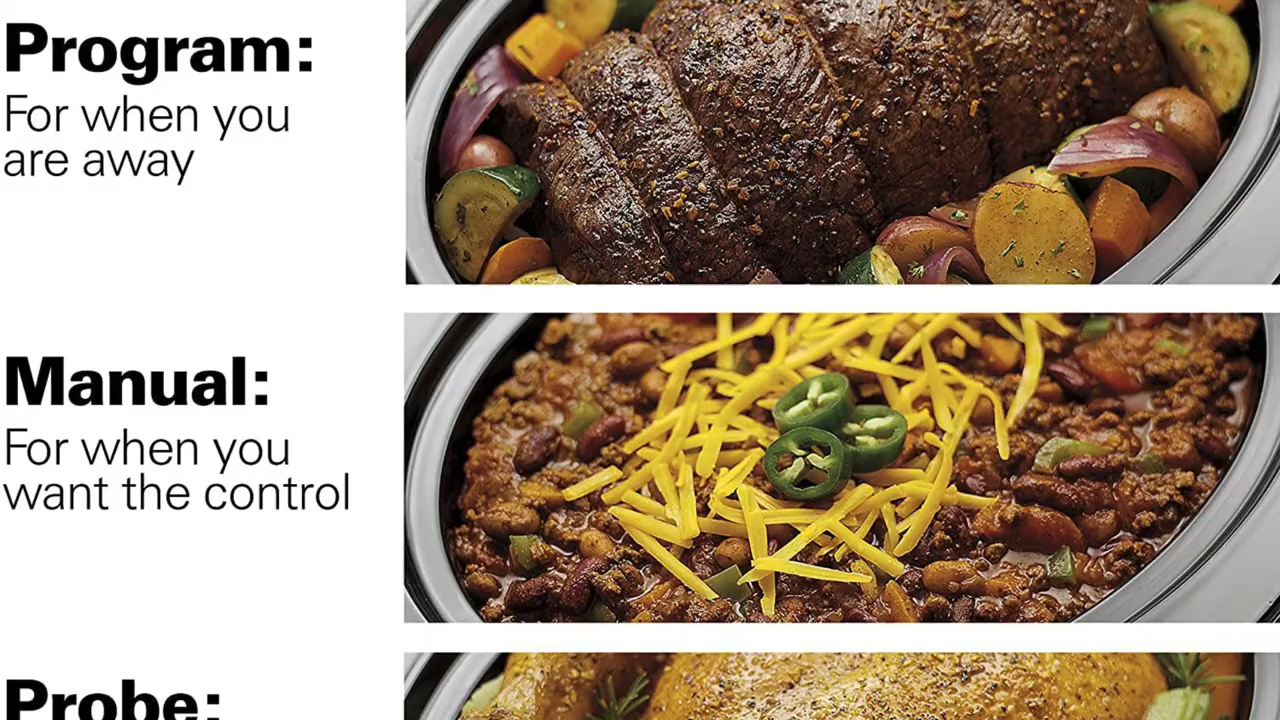 Program:
For when you
are away
Manual:
For when you
want the control
Probe: